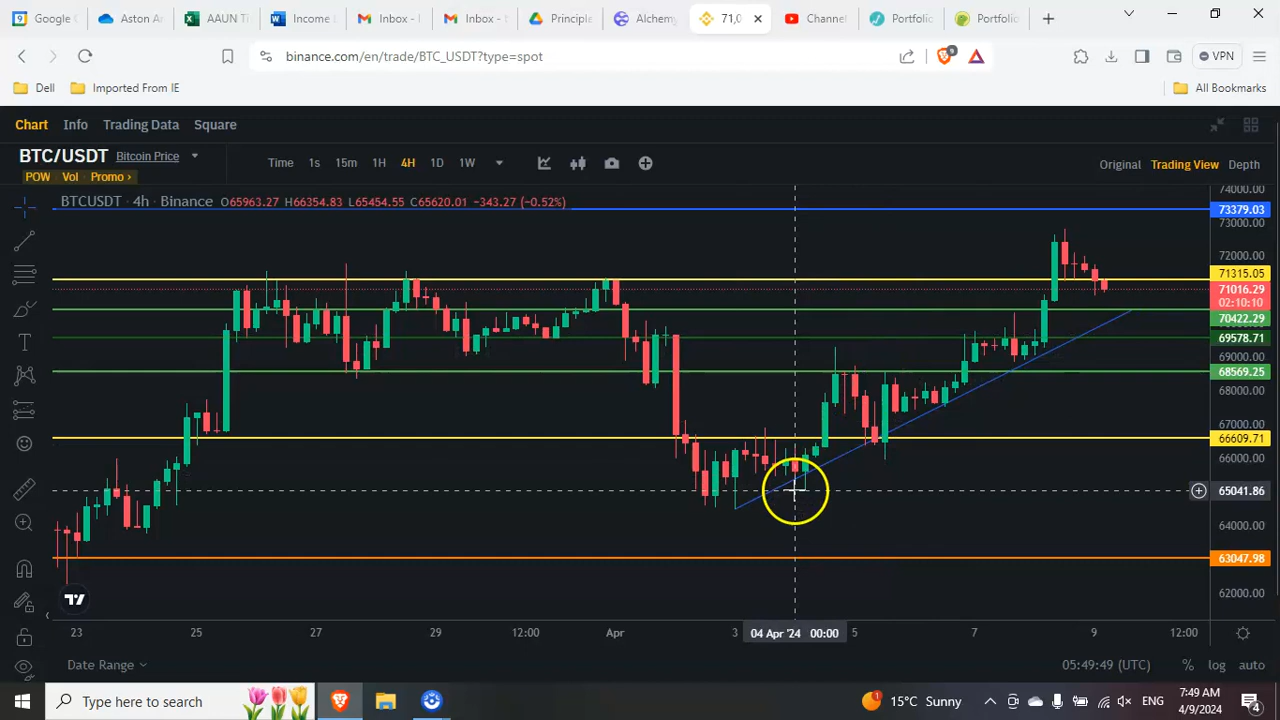 Google C
Aston Ar
AAUN Ti
Income I
Inbox - I
Inbox - t
Principle
Alchemy
71,0
Channel
Portfolio
Portfolio
binance.com/en/trade/BTC_USDT?type=spot
9
VPN
Dell
Imported From IE
All Bookmarks
Chart Info Trading Data Square
BTC/USDT Bitcoin Price
Time 1s 15m 1H 4H 1D 1W
Original Trading View Depth
POW Vol Promo ›
BTCUSDT · 4h · Binance O65963.27 H66354.83 L65454.55 C65620.01 −343.27 (−0.52%)
74000.00
73379.03
73000.00
72000.00
71315.05
71016.29
02:10:10
70422.29
69578.71
69000.00
68569.25
68000.00
67000.00
66609.71
66000.00
65041.86
64000.00
63047.98
62000.00
23 25 27 29 12:00 Apr 3 04 Apr '24 00:00 5 7 9 12:00
Date Range
05:49:49 (UTC) % log auto
Type here to search
1
15°C Sunny
ENG
7:49 AM
4/9/2024
4